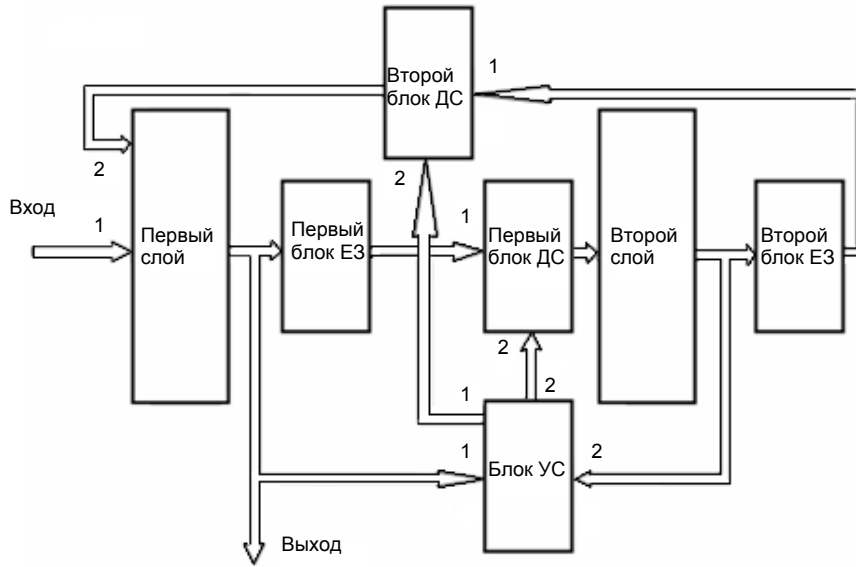 1
Второй
блок ДС
2
2
Вход
1
Первый
слой
Первый
блок ЕЗ
1
Первый
блок ДС
Второй
слой
Второй
блок ЕЗ
2
2
1
1
Блок УС
2
Выход